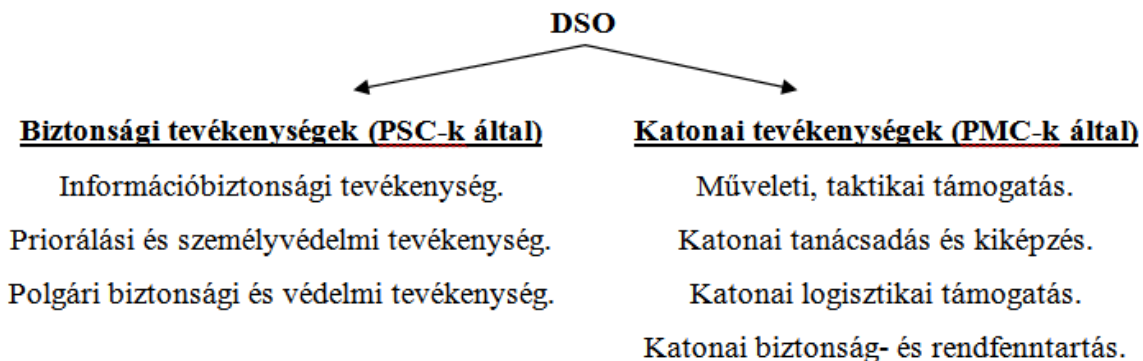 DSO
Biztonsági tevékenységek (PSC-k által)
Információbiztonsági tevékenység.
Priorálási és személyvédelmi tevékenység.
Polgári biztonsági és védelmi tevékenység.
Katonai tevékenységek (PMC-k által)
Műveleti, taktikai támogatás.
Katonai tanácsadás és kiképzés.
Katonai logisztikai támogatás.
Katonai biztonság- és rendfenntartás.